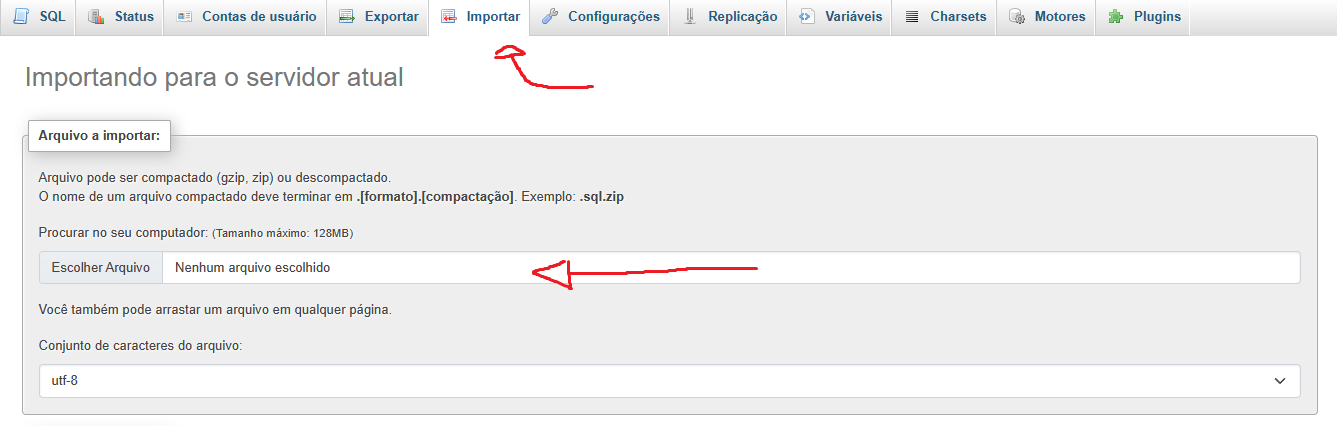 SQL Status Contas de usuário Exportar Importar Configurações Replicação Variáveis Charsets Motores Plugins
Importando para o servidor atual
Arquivo a importar:
Arquivo pode ser compactado (gzip, zip) ou descompactado.
O nome de um arquivo compactado deve terminar em .[formato].[compactação]. Exemplo: .sql.zip
Procurar no seu computador: (Tamanho máximo: 128MB)
Escolher Arquivo Nenhum arquivo escolhido
Você também pode arrastar um arquivo em qualquer página.
Conjunto de caracteres do arquivo:
utf-8